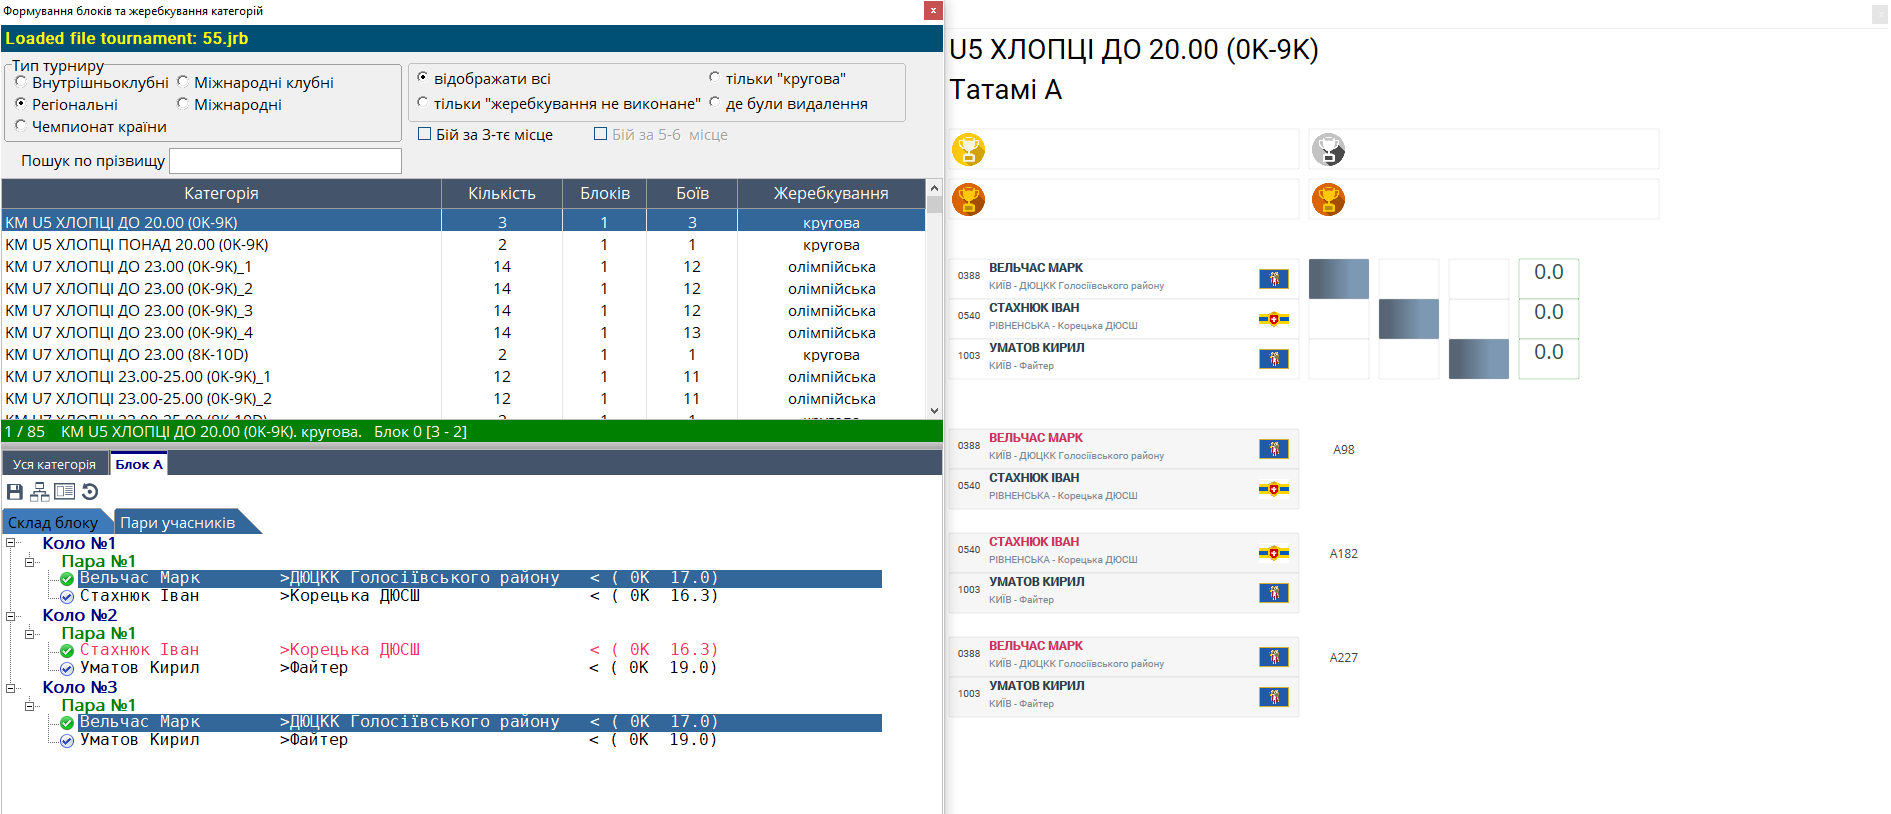 Формування блоків та жеребкування категорій
Loaded file tournament: 55.jrb
Тип турниру
Внутрішньоклубні
Міжнародні клубні
Регіональні
Міжнародні
Чемпионат країни
відображати всі
тільки "кругова"
тільки "жеребкування не виконане"
де були видалення
Бій за 3-тє місце
Бій за 5-6 місце
Пошук по прізвищу
Категорія Кількість Блоків Боїв Жеребкування
КМ U5 ХЛОПЦІ ДО 20.00 (0К-9К) 3 1 3 кругова
КМ U5 ХЛОПЦІ ПОНАД 20.00 (0К-9К) 2 1 1 кругова
КМ U7 ХЛОПЦІ ДО 23.00 (0К-9К)_1 14 1 12 олімпійська
КМ U7 ХЛОПЦІ ДО 23.00 (0К-9К)_2 14 1 12 олімпійська
КМ U7 ХЛОПЦІ ДО 23.00 (0К-9К)_3 14 1 12 олімпійська
КМ U7 ХЛОПЦІ ДО 23.00 (0К-9К)_4 14 1 13 олімпійська
КМ U7 ХЛОПЦІ ДО 23.00 (8К-10D) 2 1 1 кругова
КМ U7 ХЛОПЦІ 23.00-25.00 (0К-9К)_1 12 1 11 олімпійська
КМ U7 ХЛОПЦІ 23.00-25.00 (0К-9К)_2 12 1 11 олімпійська
КМ U7 ХЛОПЦІ 23.00-25.00 (8К-10D) 2 1 1 кругова
1 / 85 КМ U5 ХЛОПЦІ ДО 20.00 (0К-9К). кругова. Блок 0 [3 - 2]
Уся категорія Блок А
Склад блоку Пари учасників
Коло №1
Пара №1
Вельчас Марк >ДЮЦКК Голосіївського району < ( 0К 17.0)
Стахнюк Іван >Корецька ДЮСШ < ( 0К 16.3)
Коло №2
Пара №1
Стахнюк Іван >Корецька ДЮСШ < ( 0К 16.3)
Уматов Кирил >Файтер < ( 0К 19.0)
Коло №3
Пара №1
Вельчас Марк >ДЮЦКК Голосіївського району < ( 0К 17.0)
Уматов Кирил >Файтер < ( 0К 19.0)
U5 ХЛОПЦІ ДО 20.00 (0К-9К)
Татамі А
0388 ВЕЛЬЧАС МАРК 0.0
КИЇВ - ДЮЦКК Голосіївського району
0540 СТАХНЮК ІВАН 0.0
РІВНЕНСЬКА - Корецька ДЮСШ
1003 УМАТОВ КИРИЛ 0.0
КИЇВ - Файтер
0388 ВЕЛЬЧАС МАРК A98
КИЇВ - ДЮЦКК Голосіївського району
0540 СТАХНЮК ІВАН
РІВНЕНСЬКА - Корецька ДЮСШ
0540 СТАХНЮК ІВАН A182
РІВНЕНСЬКА - Корецька ДЮСШ
1003 УМАТОВ КИРИЛ
КИЇВ - Файтер
0388 ВЕЛЬЧАС МАРК A227
КИЇВ - ДЮЦКК Голосіївського району
1003 УМАТОВ КИРИЛ
КИЇВ - Файтер